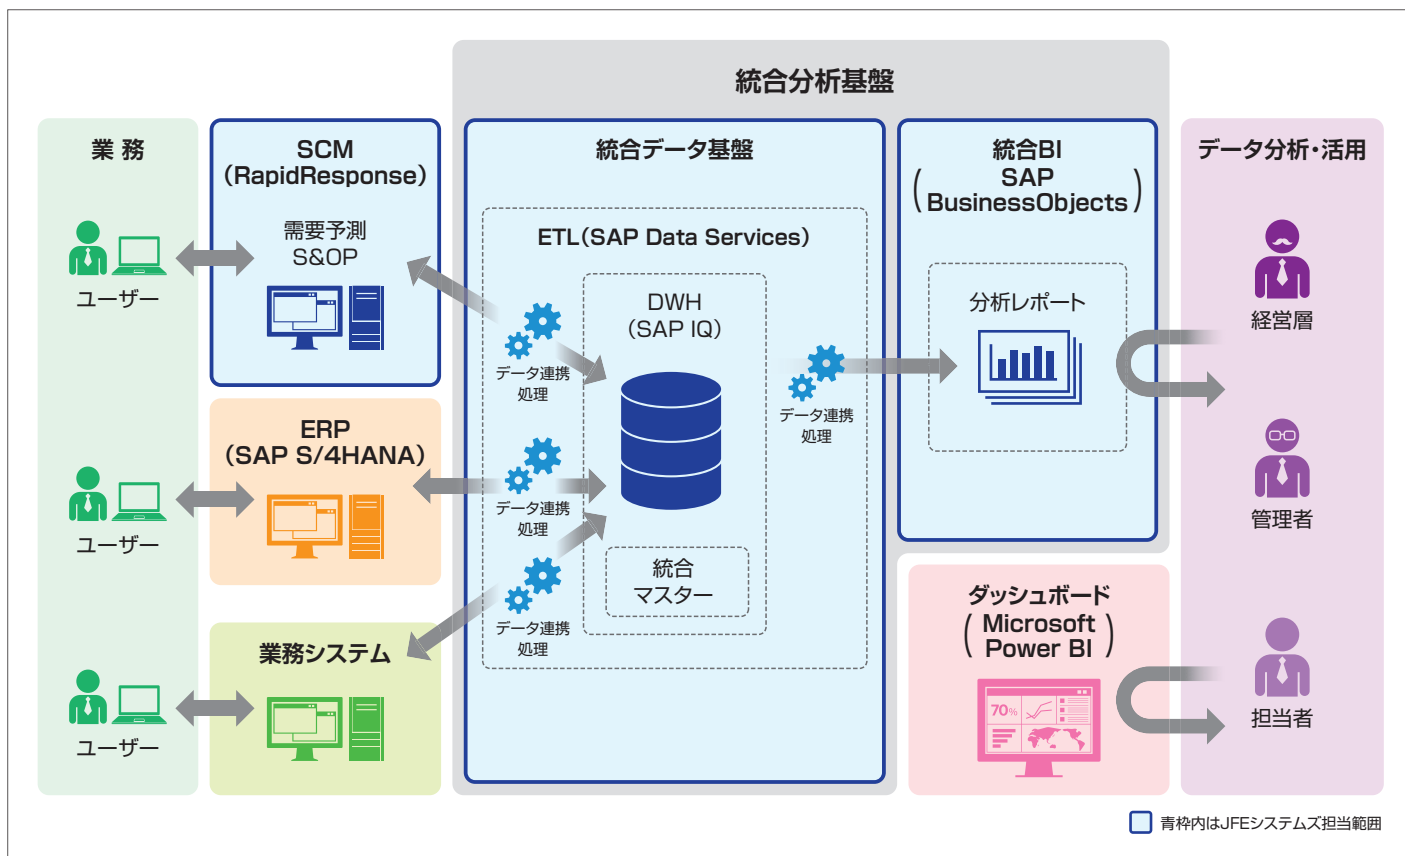 統合分析基盤
業 務
ユーザー
ユーザー
ユーザー
SCM
(RapidResponse)
需要予測
S&OP
ERP
(SAP S/4HANA)
業務システム
統合データ基盤
ETL(SAP Data Services)
データ連携
処理
データ連携
処理
データ連携
処理
DWH
(SAP IQ)
統合
マスター
データ連携
処理
統合BI
(SAP
BusinessObjects)
分析レポート
ダッシュボード
(Microsoft
Power BI)
70%
データ分析・活用
経営層
管理者
担当者
青枠内はJFEシステムズ担当範囲